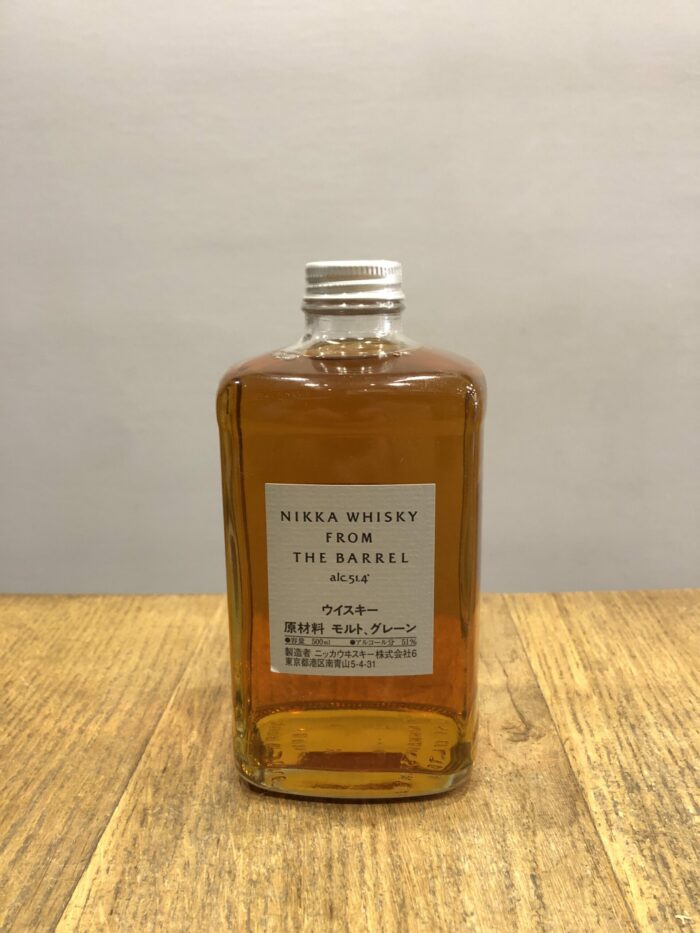 NIKKA WHISKY
FROM
THE BARREL
alc.51.4°
ウイスキー
原材料 モルト、グレーン
●容量 500ml ●アルコール分 51%
製造者 ニッカウヰスキー株式会社6
東京都港区南青山5-4-31